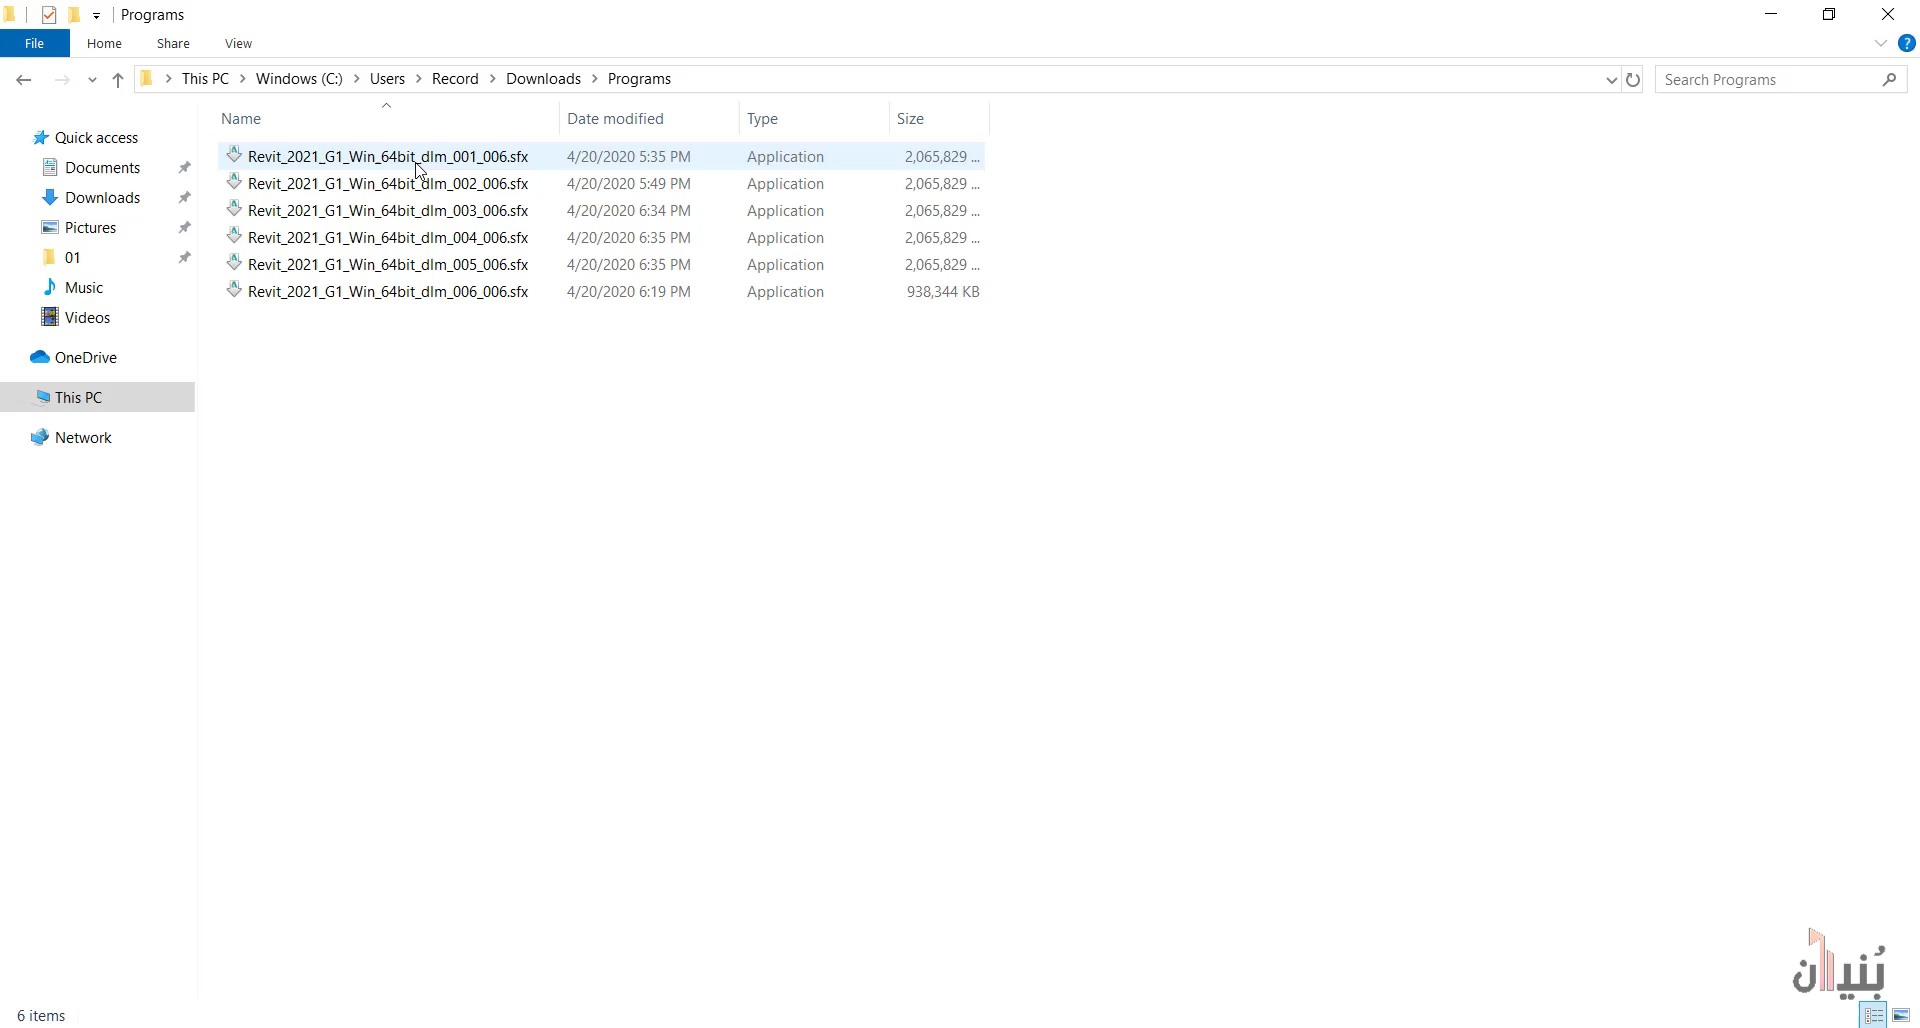 Programs
File Home Share View
This PC > Windows (C:) > Users > Record > Downloads > Programs
Search Programs
Name Date modified Type Size
Quick access
Documents
Downloads
Pictures
01
Music
Videos
OneDrive
This PC
Network
Revit_2021_G1_Win_64bit_dlm_001_006.sfx 4/20/2020 5:35 PM Application 2,065,829 ...
Revit_2021_G1_Win_64bit_dlm_002_006.sfx 4/20/2020 5:49 PM Application 2,065,829 ...
Revit_2021_G1_Win_64bit_dlm_003_006.sfx 4/20/2020 6:34 PM Application 2,065,829 ...
Revit_2021_G1_Win_64bit_dlm_004_006.sfx 4/20/2020 6:35 PM Application 2,065,829 ...
Revit_2021_G1_Win_64bit_dlm_005_006.sfx 4/20/2020 6:35 PM Application 2,065,829 ...
Revit_2021_G1_Win_64bit_dlm_006_006.sfx 4/20/2020 6:19 PM Application 938,344 KB
بُنيان
6 items